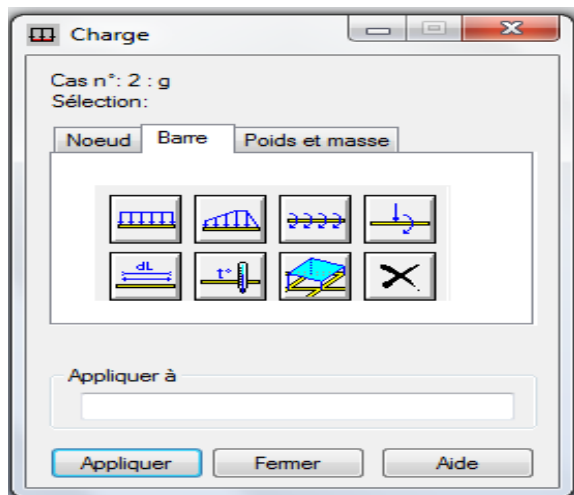 Charge
Cas n°: 2 : g
Sélection:
Noeud Barre Poids et masse
dL
t°
Appliquer à
Appliquer Fermer Aide